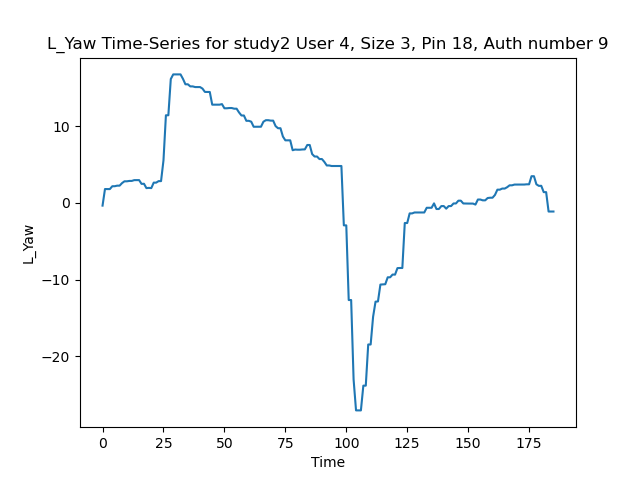 L_Yaw Time-Series for study2 User 4, Size 3, Pin 18, Auth number 9
10
0
−10
−20
L_Yaw
0 25 50 75 100 125 150 175
Time